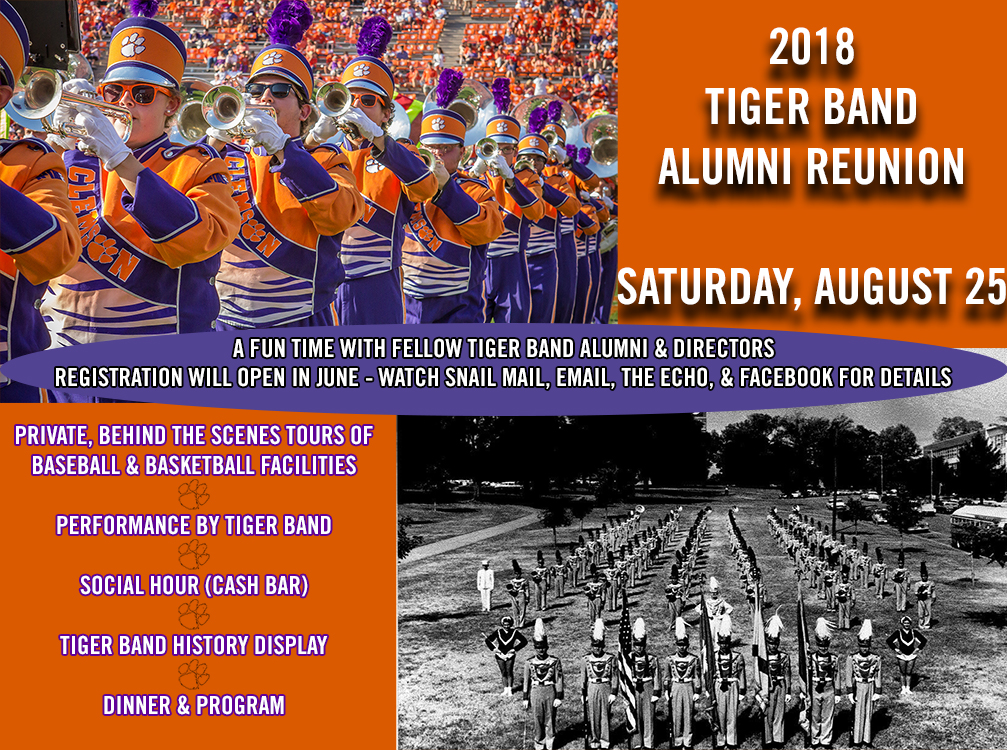 2018
TIGER BAND
ALUMNI REUNION
SATURDAY, AUGUST 25
A FUN TIME WITH FELLOW TIGER BAND ALUMNI & DIRECTORS
REGISTRATION WILL OPEN IN JUNE - WATCH SNAIL MAIL, EMAIL, THE ECHO, & FACEBOOK FOR DETAILS
PRIVATE, BEHIND THE SCENES TOURS OF
BASEBALL & BASKETBALL FACILITIES
PERFORMANCE BY TIGER BAND
SOCIAL HOUR (CASH BAR)
TIGER BAND HISTORY DISPLAY
DINNER & PROGRAM
CLEMSON
CLEMSON